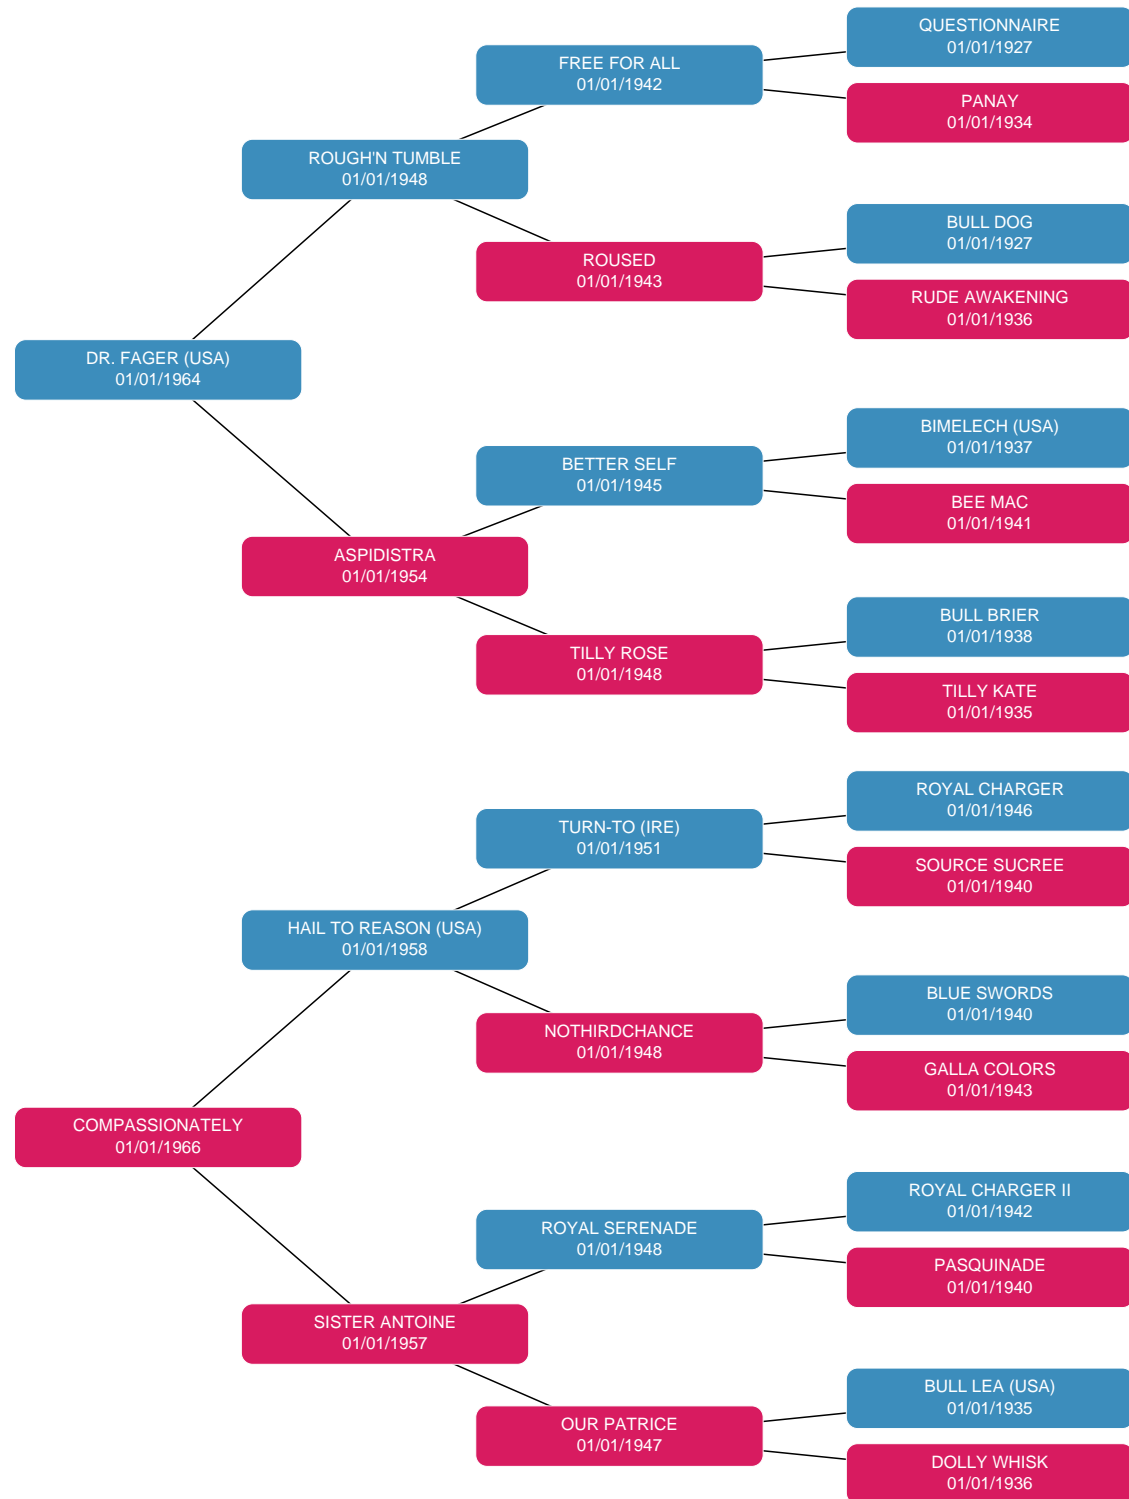 QUESTIONNAIRE
01/01/1927
FREE FOR ALL
01/01/1942
PANAY
01/01/1934
ROUGH'N TUMBLE
01/01/1948
BULL DOG
01/01/1927
ROUSED
01/01/1943
RUDE AWAKENING
01/01/1936
DR. FAGER (USA)
01/01/1964
BIMELECH (USA)
01/01/1937
BETTER SELF
01/01/1945
BEE MAC
01/01/1941
ASPIDISTRA
01/01/1954
BULL BRIER
01/01/1938
TILLY ROSE
01/01/1948
TILLY KATE
01/01/1935
ROYAL CHARGER
01/01/1946
TURN-TO (IRE)
01/01/1951
SOURCE SUCREE
01/01/1940
HAIL TO REASON (USA)
01/01/1958
BLUE SWORDS
01/01/1940
NOTHIRDCHANCE
01/01/1948
GALLA COLORS
01/01/1943
COMPASSIONATELY
01/01/1966
ROYAL CHARGER II
01/01/1942
ROYAL SERENADE
01/01/1948
PASQUINADE
01/01/1940
SISTER ANTOINE
01/01/1957
BULL LEA (USA)
01/01/1935
OUR PATRICE
01/01/1947
DOLLY WHISK
01/01/1936